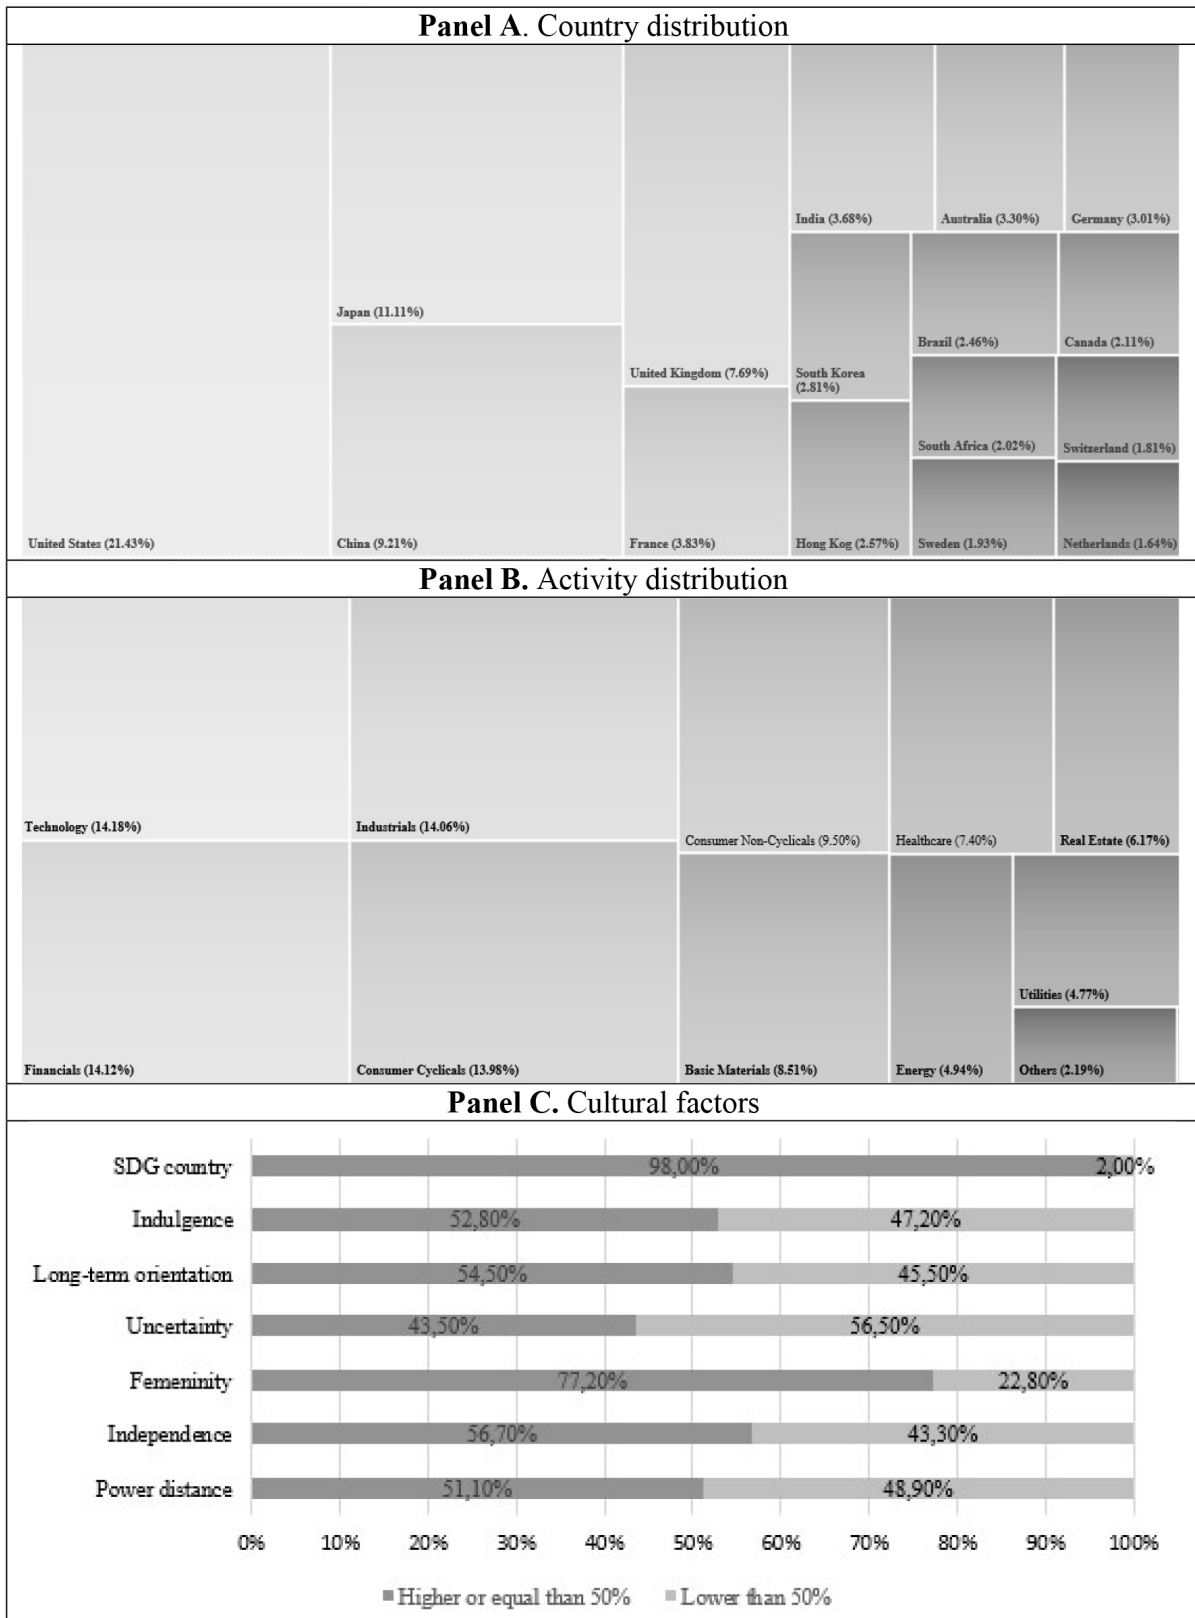 Panel A. Country distribution
India (3.68%)
Australia (3.30%)
Germany (3.01%)
Japan (11.11%)
Brazil (2.46%)
Canada (2.11%)
United Kingdom (7.69%)
South Korea
(2.81%)
South Africa (2.02%)
Switzerland (1.81%)
United States (21.43%)
China (9.21%)
France (3.83%)
Hong Kog (2.57%)
Sweden (1.93%)
Netherlands (1.64%)
Panel B. Activity distribution
Technology (14.18%)
Industrials (14.06%)
Consumer Non-Cyclicals (9.50%)
Healthcare (7.40%)
Real Estate (6.17%)
Utilities (4.77%)
Financials (14.12%)
Consumer Cyclicals (13.98%)
Basic Materials (8.51%)
Energy (4.94%)
Others (2.19%)
Panel C. Cultural factors
SDG country 98,00% 2,00%
Indulgence 52,80% 47,20%
Long-term orientation 54,50% 45,50%
Uncertainty 43,50% 56,50%
Femeninity 77,20% 22,80%
Independence 56,70% 43,30%
Power distance 51,10% 48,90%
0% 10% 20% 30% 40% 50% 60% 70% 80% 90% 100%
Higher or equal than 50% Lower than 50%